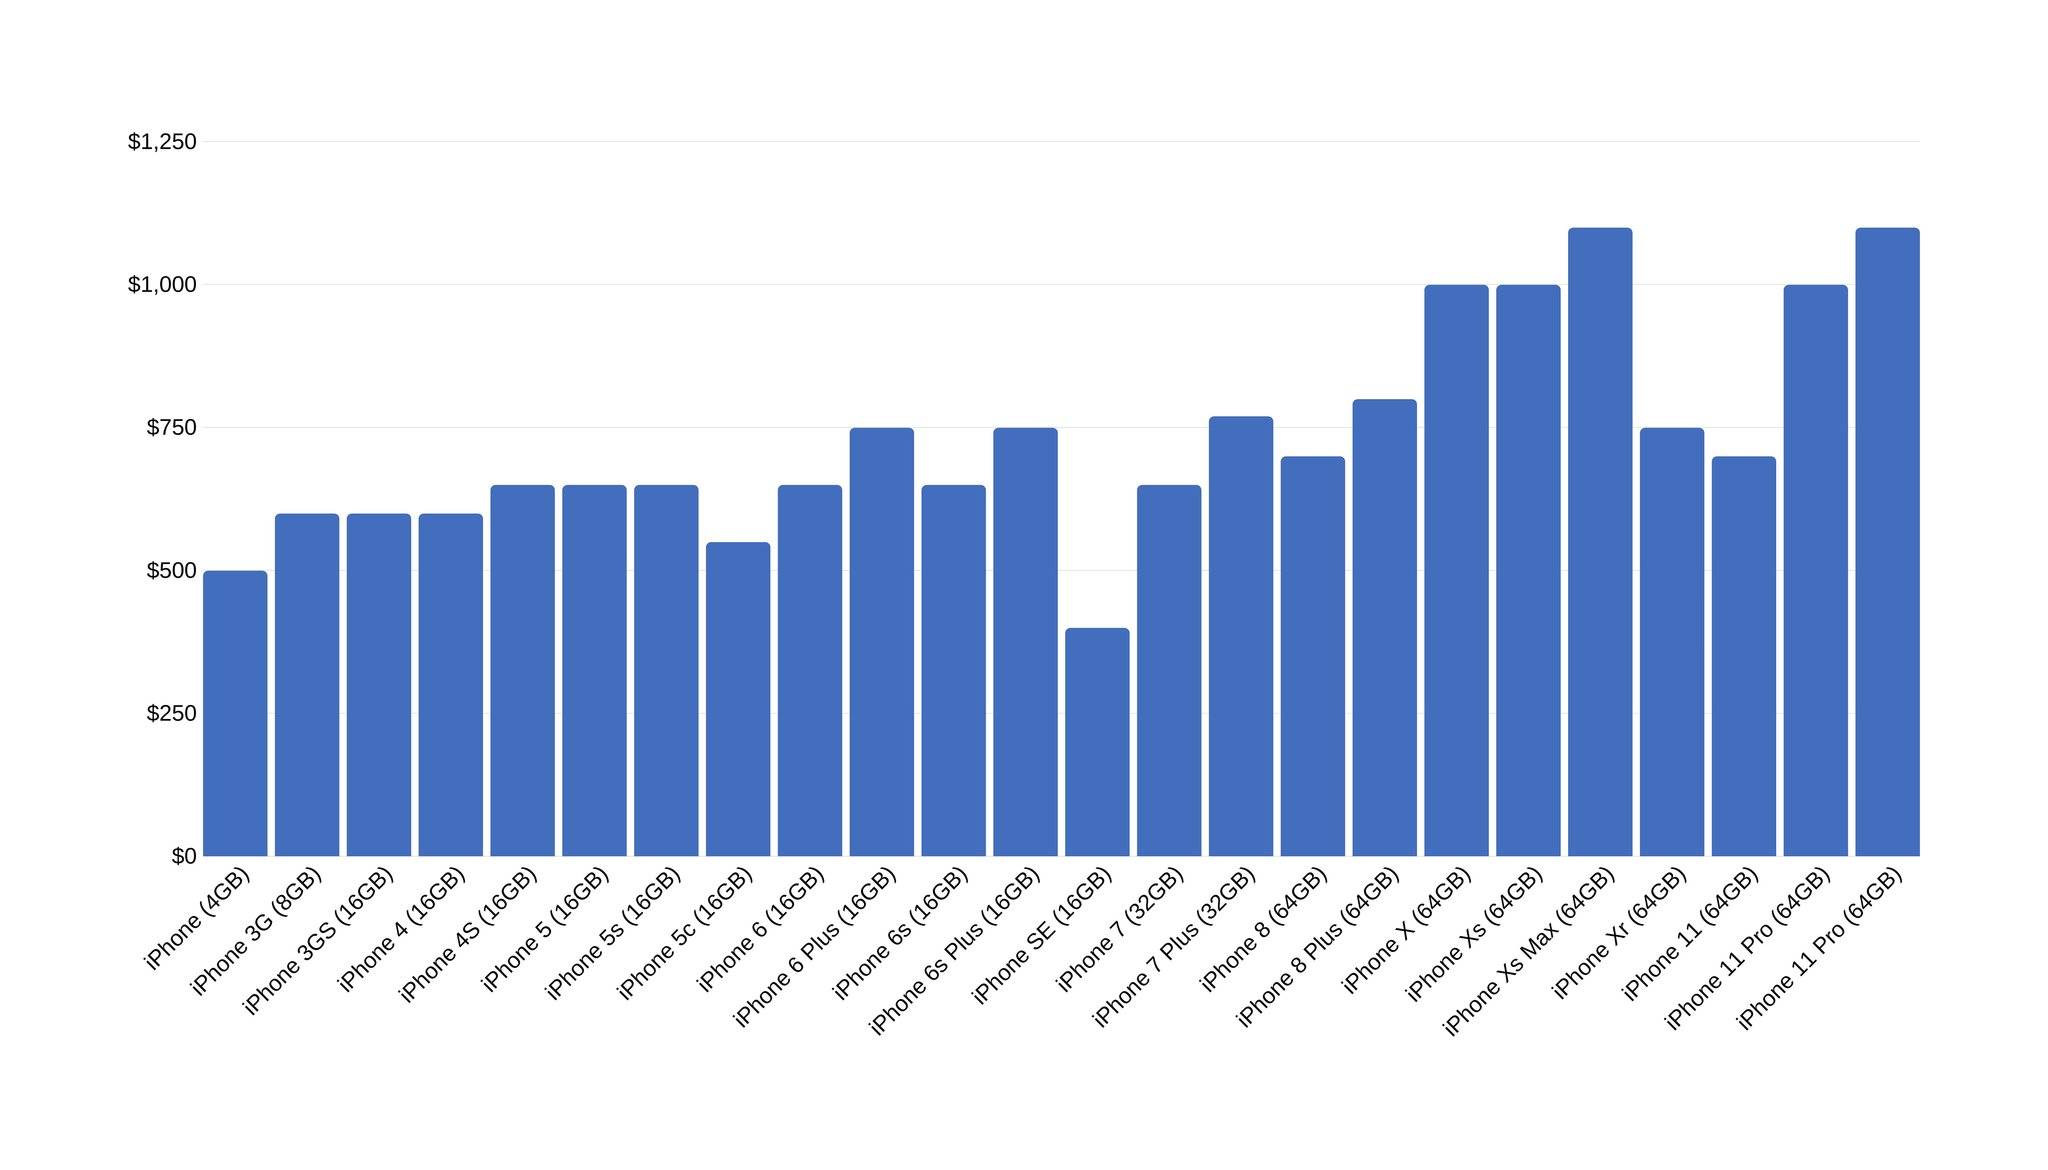 $1,250
$1,000
$750
$500
$250
$0
iPhone (4GB)
iPhone 3G (8GB)
iPhone 3GS (16GB)
iPhone 4 (16GB)
iPhone 4S (16GB)
iPhone 5 (16GB)
iPhone 5s (16GB)
iPhone 5c (16GB)
iPhone 6 (16GB)
iPhone 6 Plus (16GB)
iPhone 6s (16GB)
iPhone 6s Plus (16GB)
iPhone SE (16GB)
iPhone 7 (32GB)
iPhone 7 Plus (32GB)
iPhone 8 (64GB)
iPhone 8 Plus (64GB)
iPhone X (64GB)
iPhone Xs (64GB)
iPhone Xs Max (64GB)
iPhone Xr (64GB)
iPhone 11 (64GB)
iPhone 11 Pro (64GB)
iPhone 11 Pro (64GB)